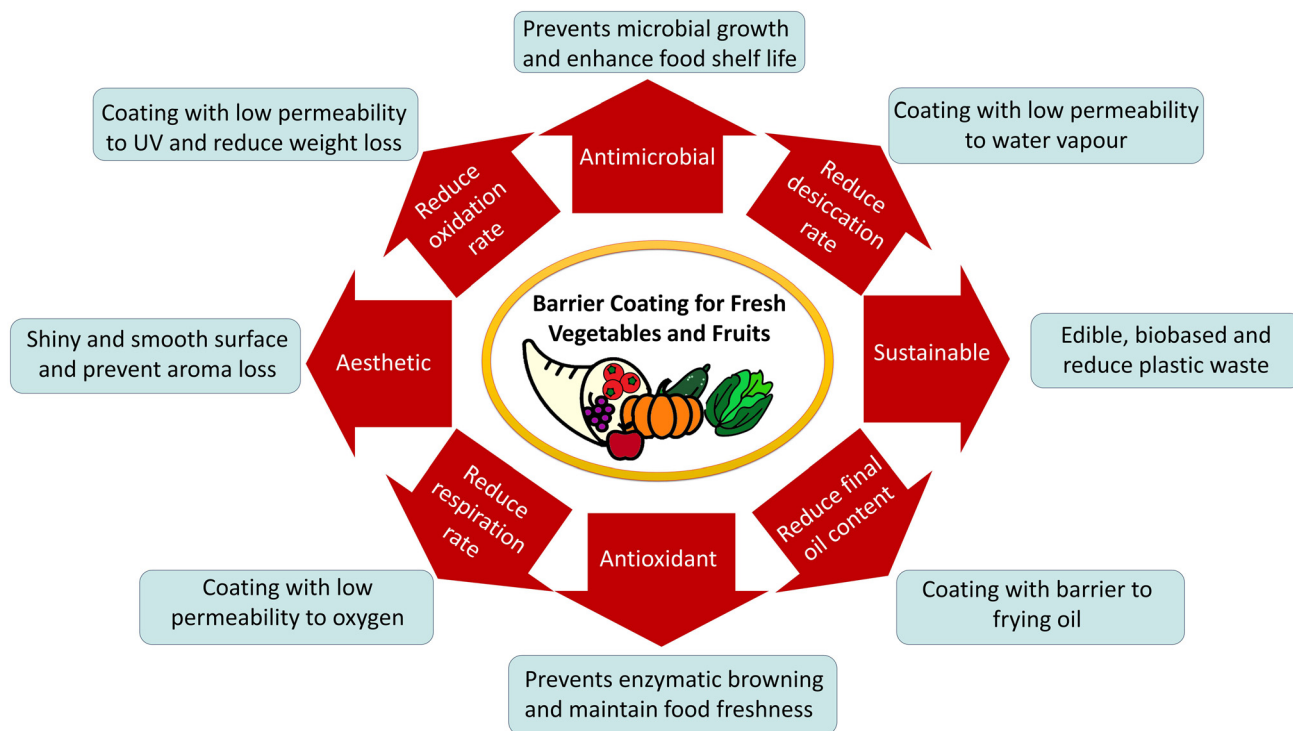 Prevents microbial growth
and enhance food shelf life
Coating with low permeability
to UV and reduce weight loss
Coating with low permeability
to water vapour
Antimicrobial
Reduce
oxidation
rate
Reduce
desiccation
rate
Barrier Coating for Fresh
Vegetables and Fruits
Shiny and smooth surface
and prevent aroma loss
Aesthetic
Sustainable
Edible, biobased and
reduce plastic waste
Reduce
respiration
rate
Antioxidant
Reduce final
oil content
Coating with low
permeability to oxygen
Coating with barrier to
frying oil
Prevents enzymatic browning
and maintain food freshness